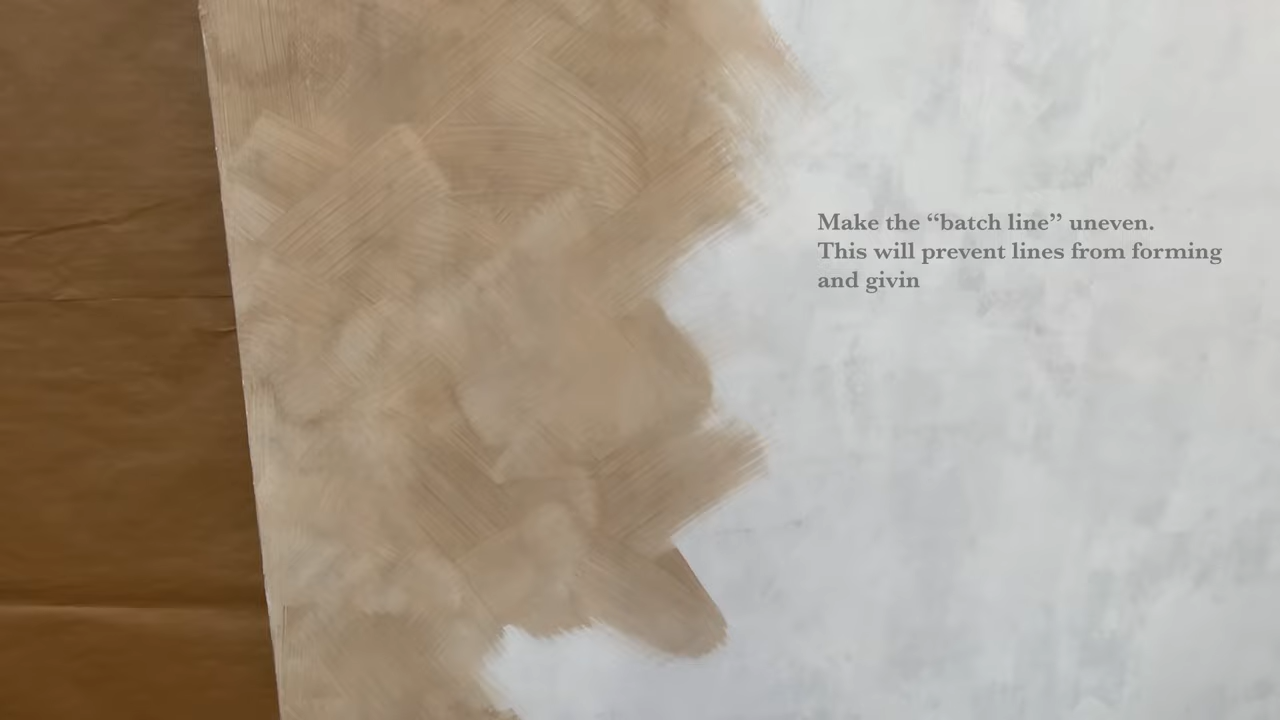 Make the “batch line” uneven.
This will prevent lines from forming
and givin